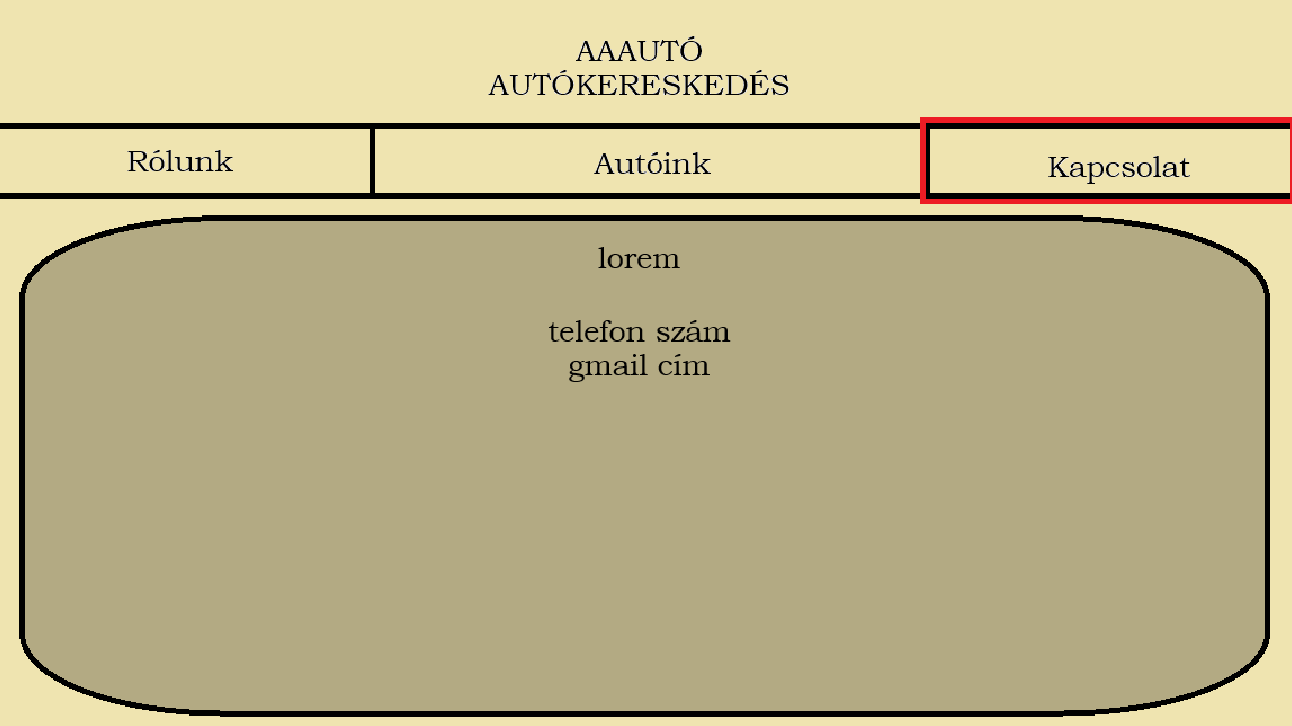 AAAUTÓ
AUTÓKERESKEDÉS
Rólunk
Autóink
Kapcsolat
lorem
telefon szám
gmail cím